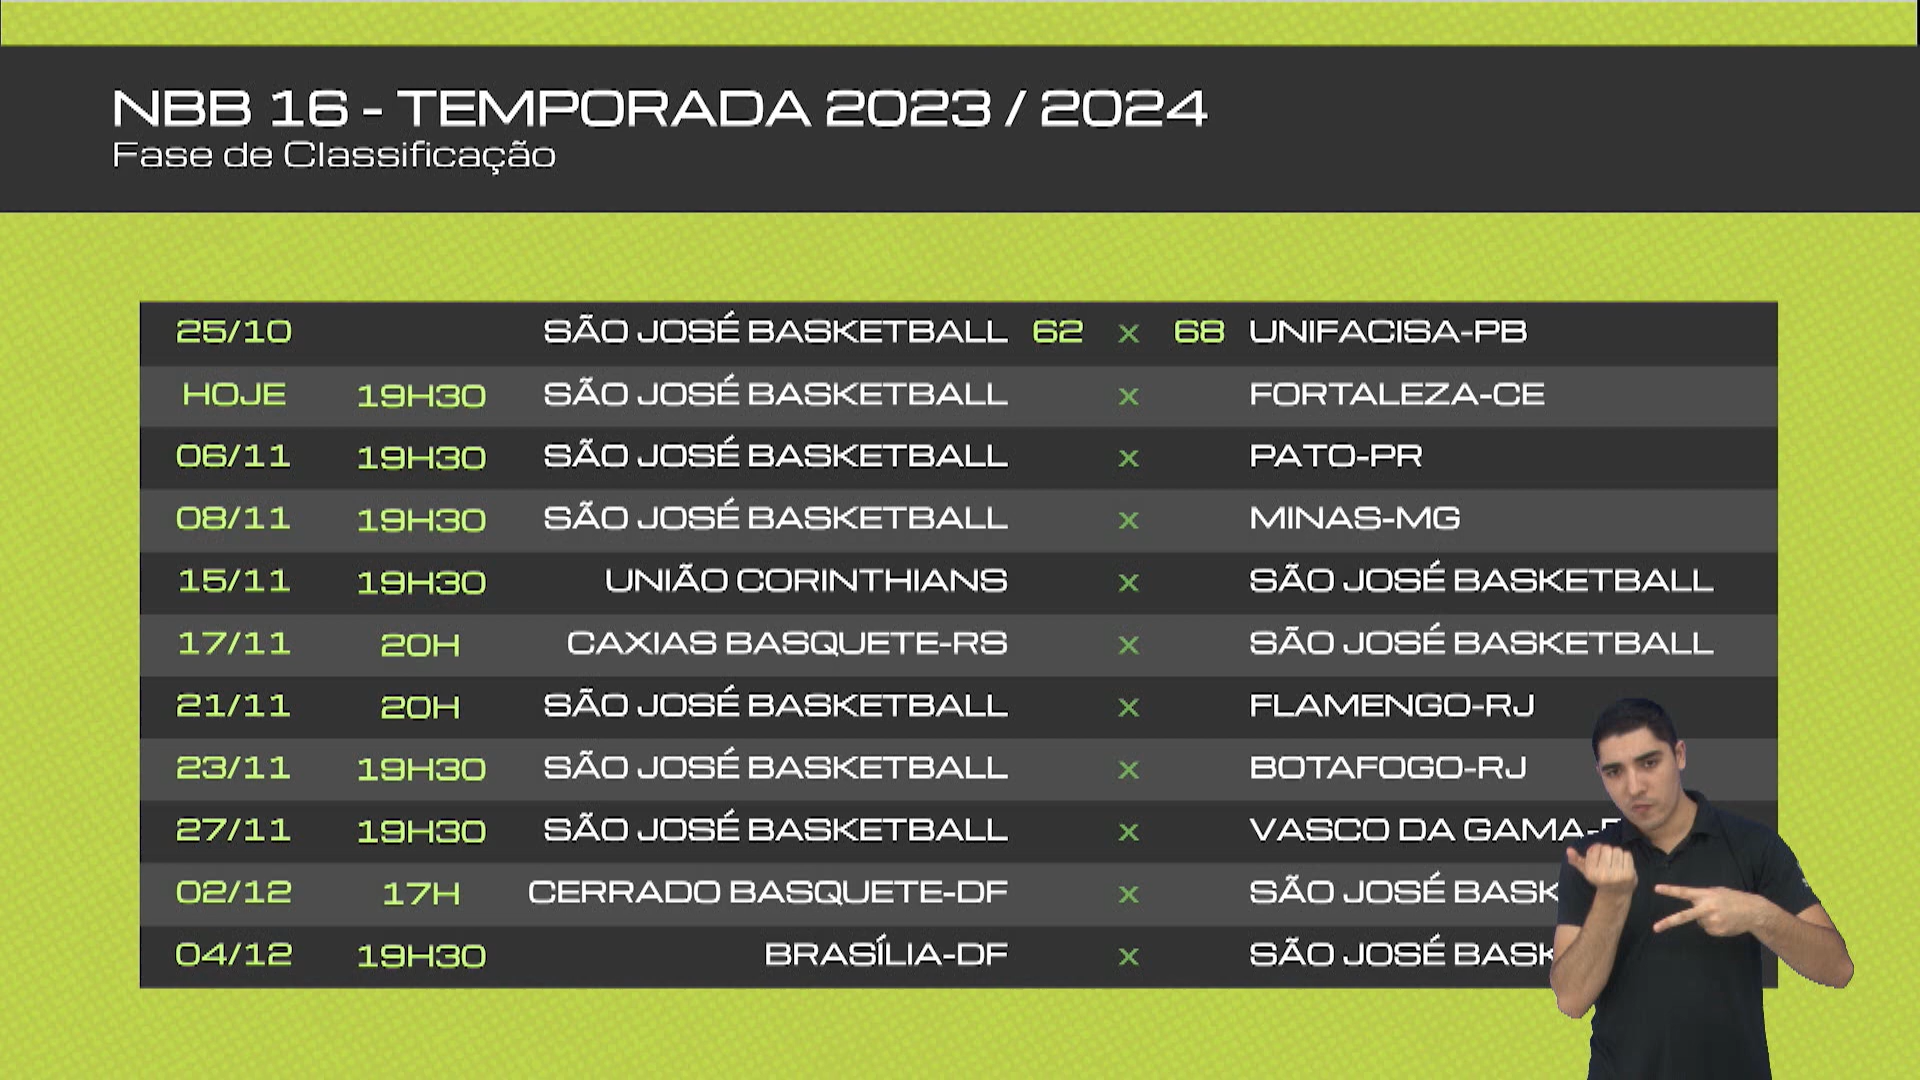 NBB 16 - TEMPORADA 2023 / 2024
Fase de Classificação
25/10 SÃO JOSÉ BASKETBALL 62 x 68 UNIFACISA-PB
HOJE 19H30 SÃO JOSÉ BASKETBALL x FORTALEZA-CE
06/11 19H30 SÃO JOSÉ BASKETBALL x PATO-PR
08/11 19H30 SÃO JOSÉ BASKETBALL x MINAS-MG
15/11 19H30 UNIÃO CORINTHIANS x SÃO JOSÉ BASKETBALL
17/11 20H CAXIAS BASQUETE-RS x SÃO JOSÉ BASKETBALL
21/11 20H SÃO JOSÉ BASKETBALL x FLAMENGO-RJ
23/11 19H30 SÃO JOSÉ BASKETBALL x BOTAFOGO-RJ
27/11 19H30 SÃO JOSÉ BASKETBALL x VASCO DA GAMA-
02/12 17H CERRADO BASQUETE-DF x SÃO JOSÉ BASK
04/12 19H30 BRASÍLIA-DF x SÃO JOSÉ BASK